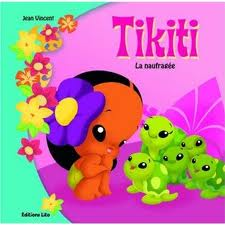 Jean Vincent
Tikiti
La naufragée
Éditions Lito